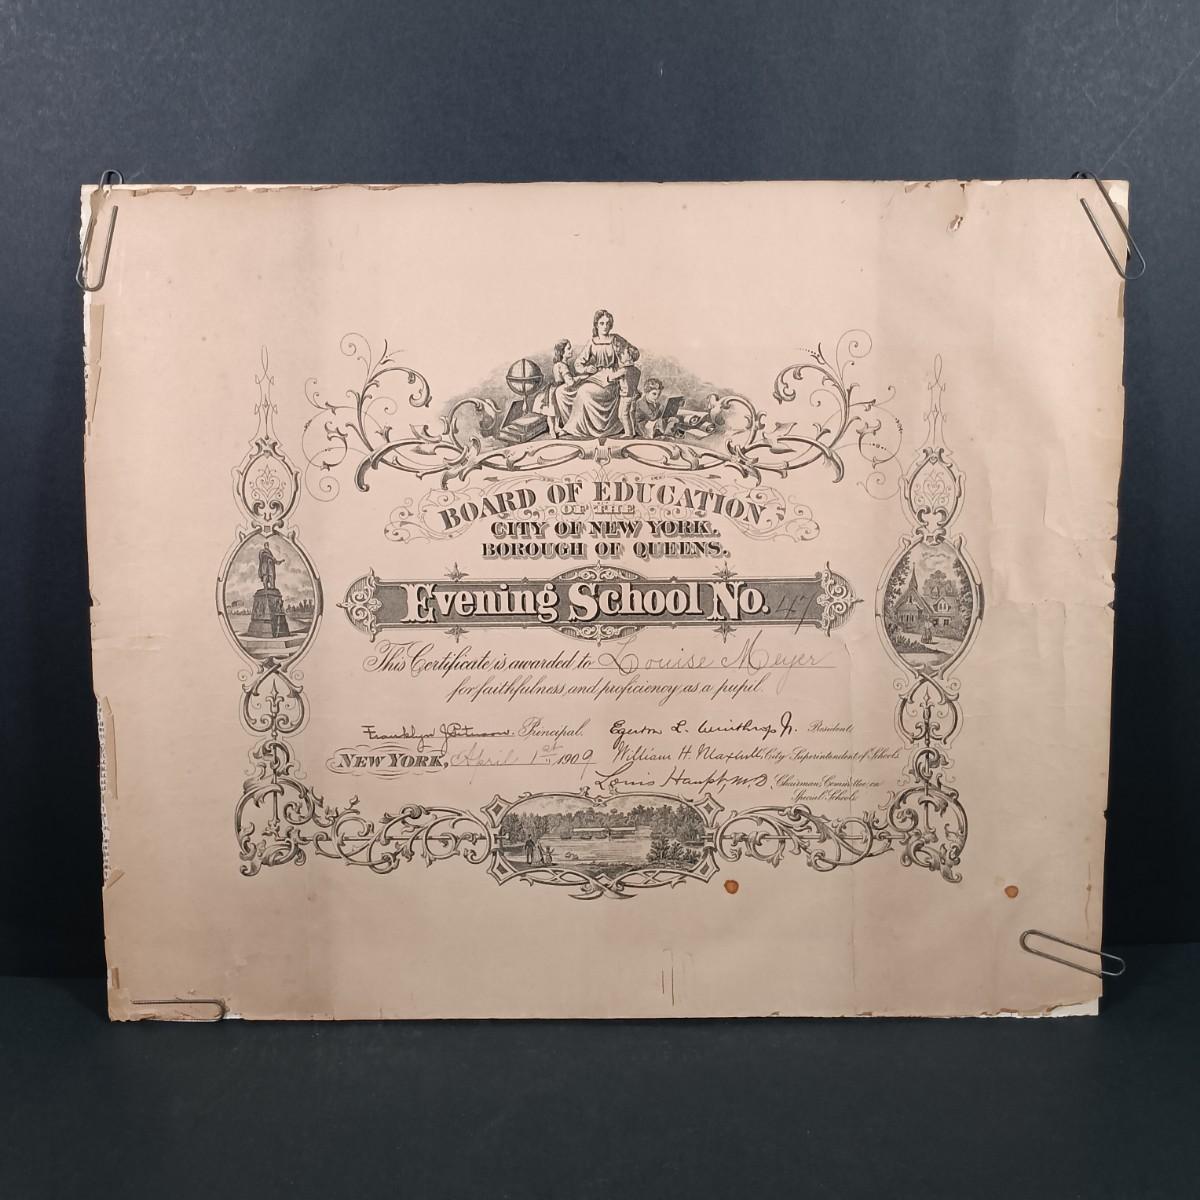 BOARD OF EDUCATION
OF THE
CITY OF NEW YORK.
BOROUGH OF QUEENS.
Evening School No. 47
This Certificate is awarded to Louise Meyer
for faithfulness and proficiency as a pupil.
Franklyn J. Principal. Egerton L. Winthrop Jr. President.
NEW YORK, April 1st 1909 William H. Maxwell, City Superintendent of Schools.
Louis Haupt, M.D. Chairman, Committee on
Special Schools